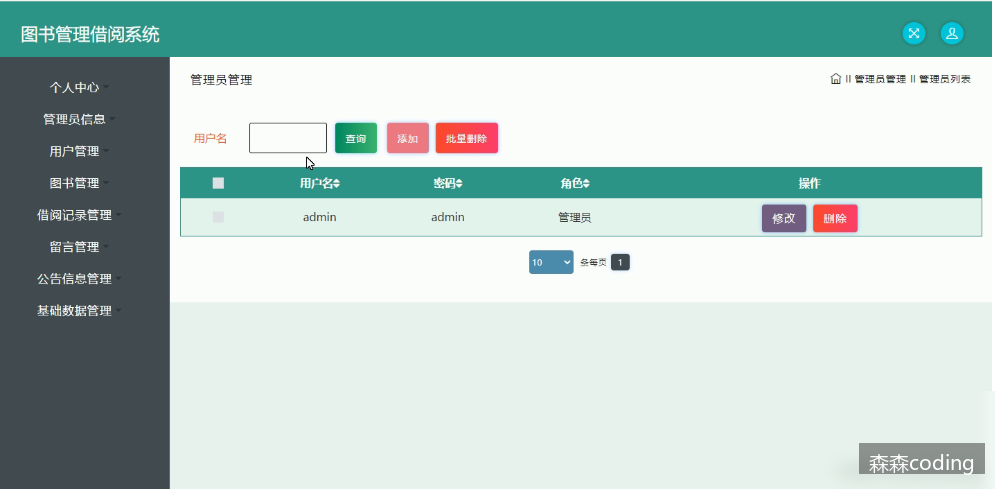 图书管理借阅系统
个人中心
管理员信息
用户管理
图书管理
借阅记录管理
留言管理
公告信息管理
基础数据管理
管理员管理
II 管理员管理 II 管理员列表
用户名 查询 添加 批量删除
用户名 密码 角色 操作
admin admin 管理员 修改 删除
10 条每页 1
森森coding